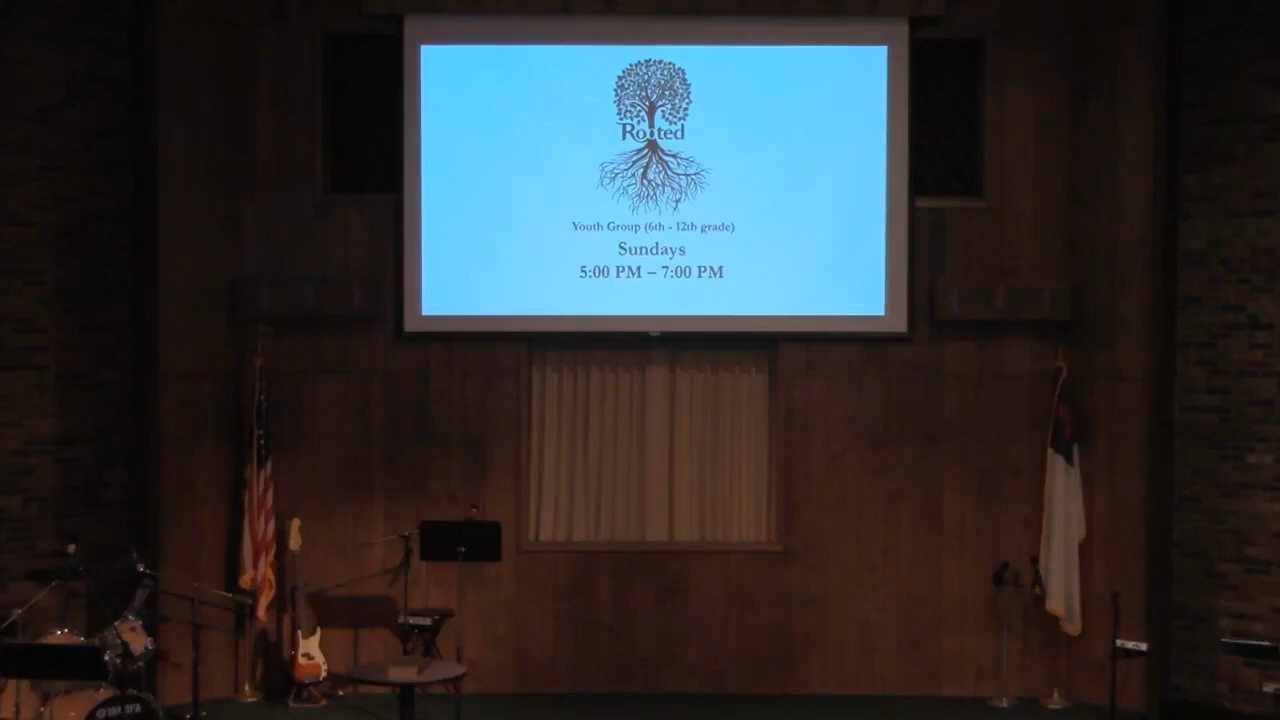 Rooted
Youth Group (6th - 12th grade)
Sundays
5:00 PM – 7:00 PM